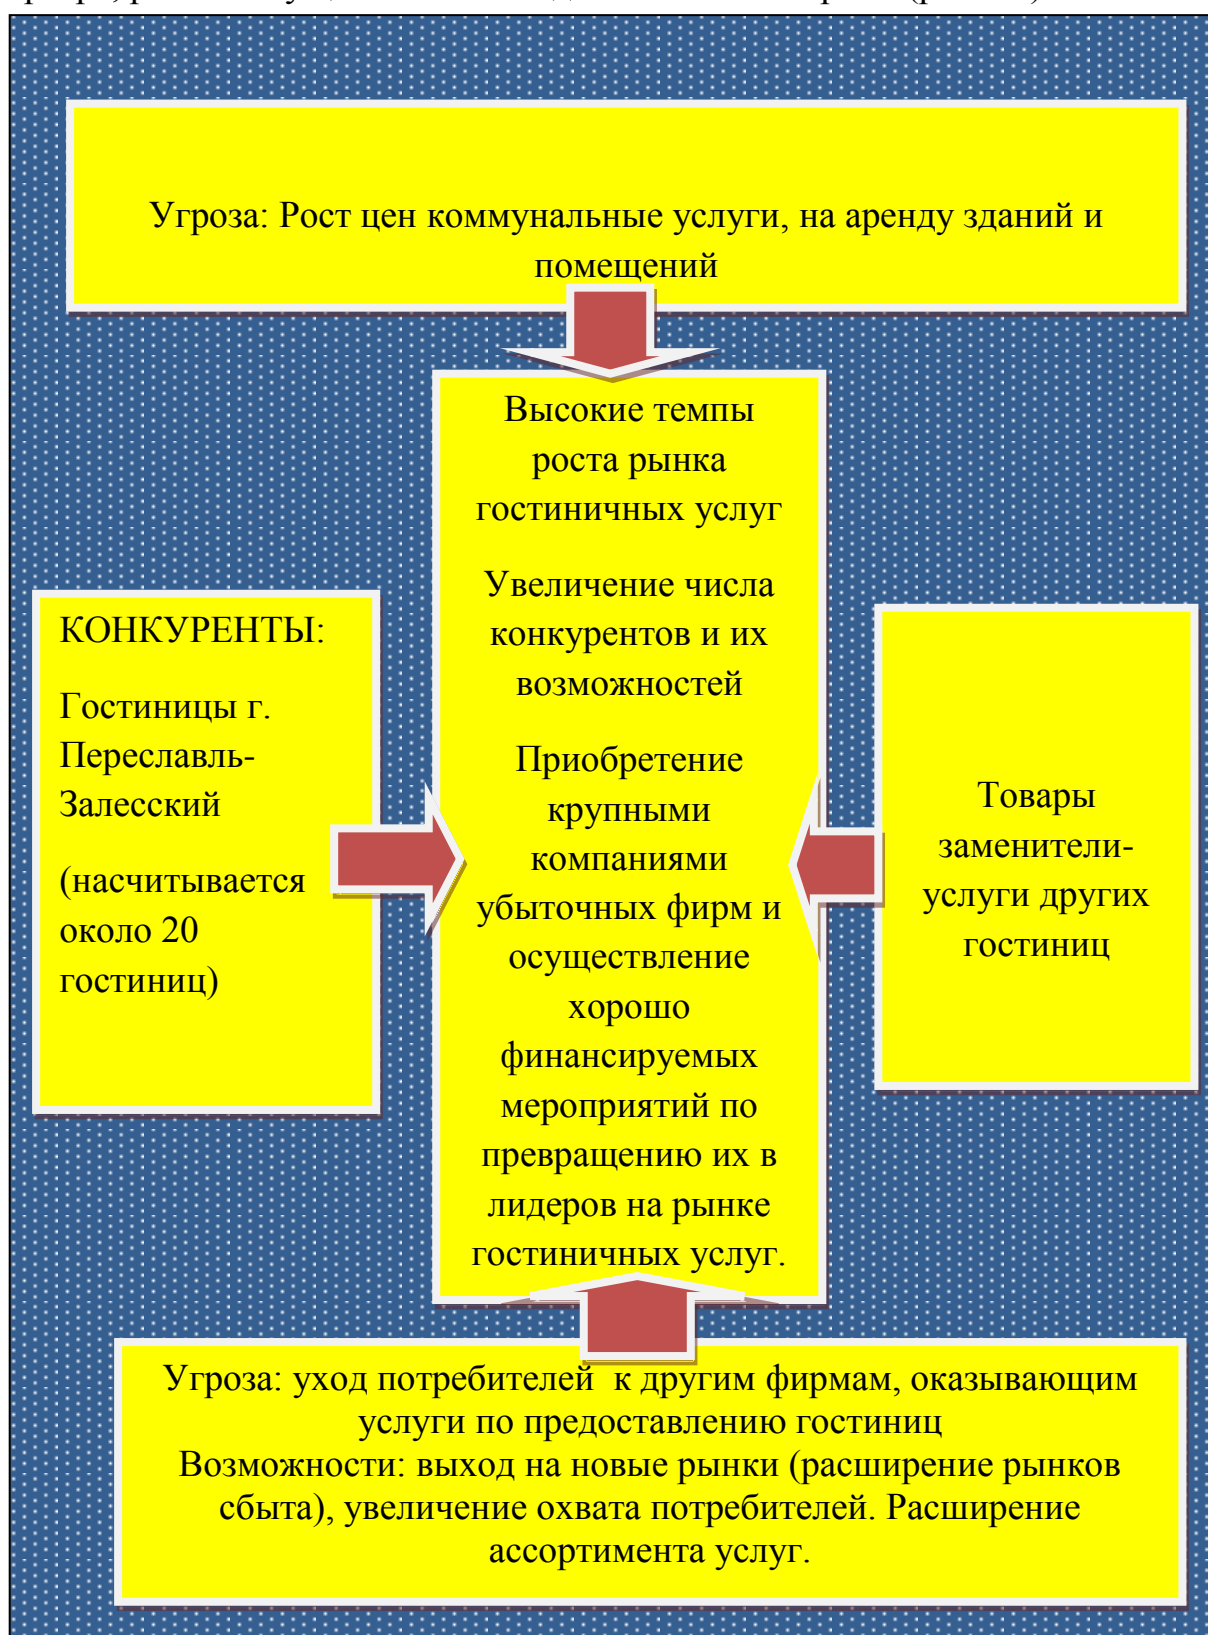 Угроза: Рост цен коммунальные услуги, на аренду зданий и
помещений
Высокие темпы
роста рынка
гостиничных услуг
Увеличение числа
конкурентов и их
возможностей
Приобретение
крупными
компаниями
убыточных фирм и
осуществление
хорошо
финансируемых
мероприятий по
превращению их в
лидеров на рынке
гостиничных услуг.
КОНКУРЕНТЫ:
Гостиницы г.
Переславль-
Залесский
(насчитывается
около 20
гостиниц)
Товары
заменители-
услуги других
гостиниц
Угроза: уход потребителей  к другим фирмам, оказывающим
услуги по предоставлению гостиниц
Возможности: выход на новые рынки (расширение рынков
сбыта), увеличение охвата потребителей. Расширение
ассортимента услуг.